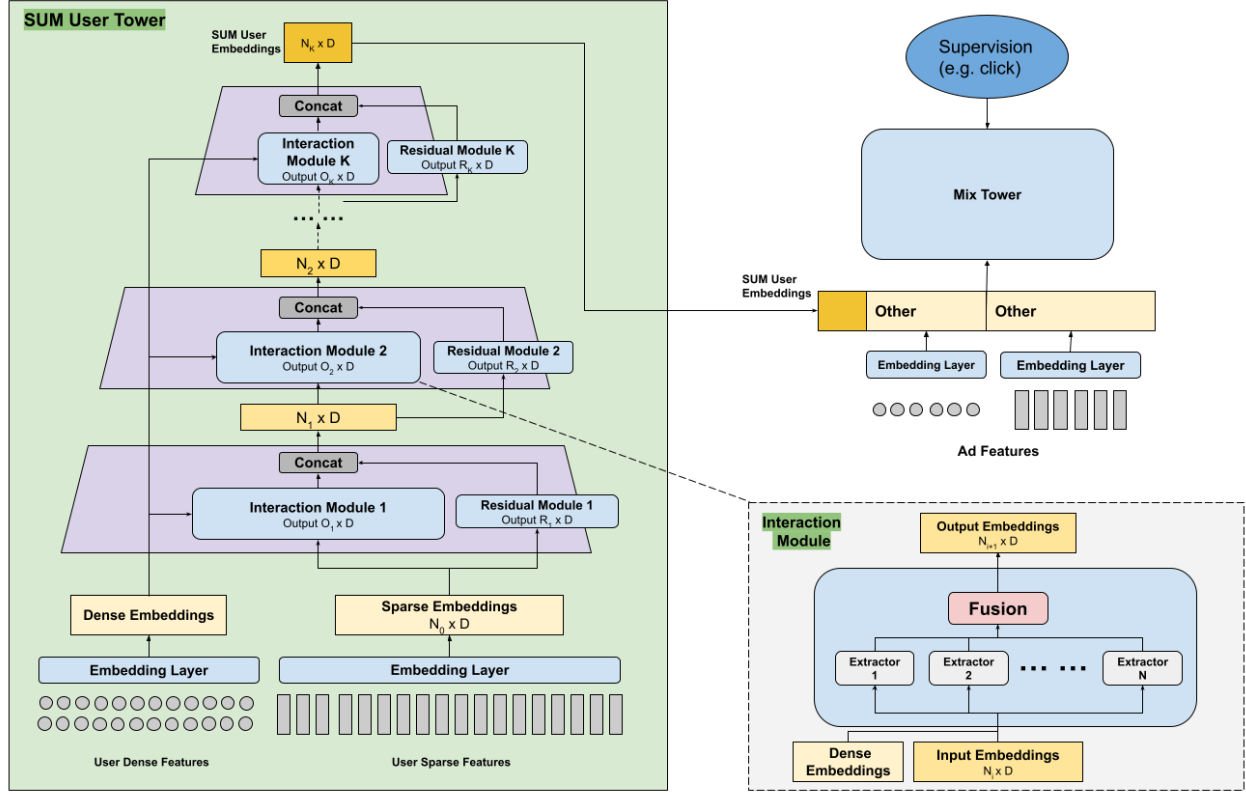 SUM User Tower
SUM User
Embeddings
N_K x D
Concat
Interaction
Module K
Output O_K x D
Residual Module K
Output R_K x D
... ...
N_2 x D
Concat
Interaction Module 2
Output O_2 x D
Residual Module 2
Output R_2 x D
N_1 x D
Concat
Interaction Module 1
Output O_1 x D
Residual Module 1
Output R_1 x D
Dense Embeddings
Sparse Embeddings
N_0 x D
Embedding Layer
Embedding Layer
User Dense Features
User Sparse Features
Supervision
(e.g. click)
Mix Tower
SUM User
Embeddings
Other
Other
Embedding Layer
Embedding Layer
Ad Features
Interaction
Module
Output Embeddings
N_{i+1} x D
Fusion
Extractor
1
Extractor
2
... ...
Extractor
N
Dense
Embeddings
Input Embeddings
N_i x D